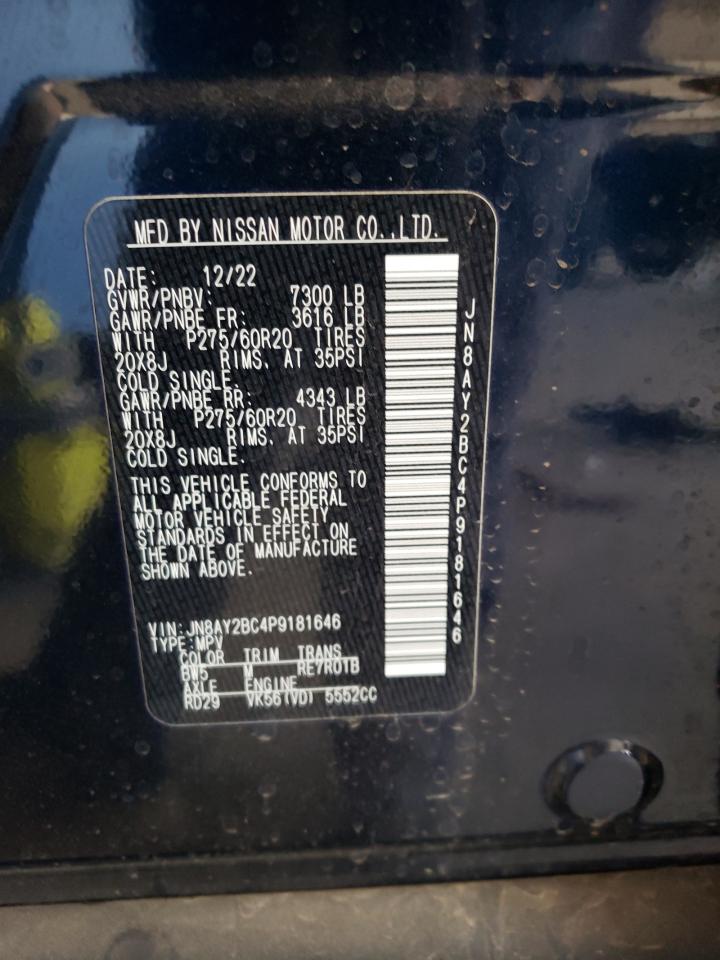 MFD BY NISSAN MOTOR CO.,LTD.
DATE: 12/22
GVWR/PNBV: 7300 LB
GAWR/PNBE FR: 3616 LB
WITH P275/60R20 TIRES
20X8J RIMS, AT 35PSI
COLD SINGLE.
GAWR/PNBE RR: 4343 LB
WITH P275/60R20 TIRES
20X8J RIMS, AT 35PSI
COLD SINGLE.
THIS VEHICLE CONFORMS TO
ALL APPLICABLE FEDERAL
MOTOR VEHICLE SAFETY
STANDARDS IN EFFECT ON
THE DATE OF MANUFACTURE
SHOWN ABOVE.
VIN:JN8AY2BC4P9181646
TYPE:MPV
COLOR TRIM TRANS
BW5 M RE7R01B
AXLE ENGINE
RD29 VK56(VD) 5552CC
JN8AY2BC4P9181646